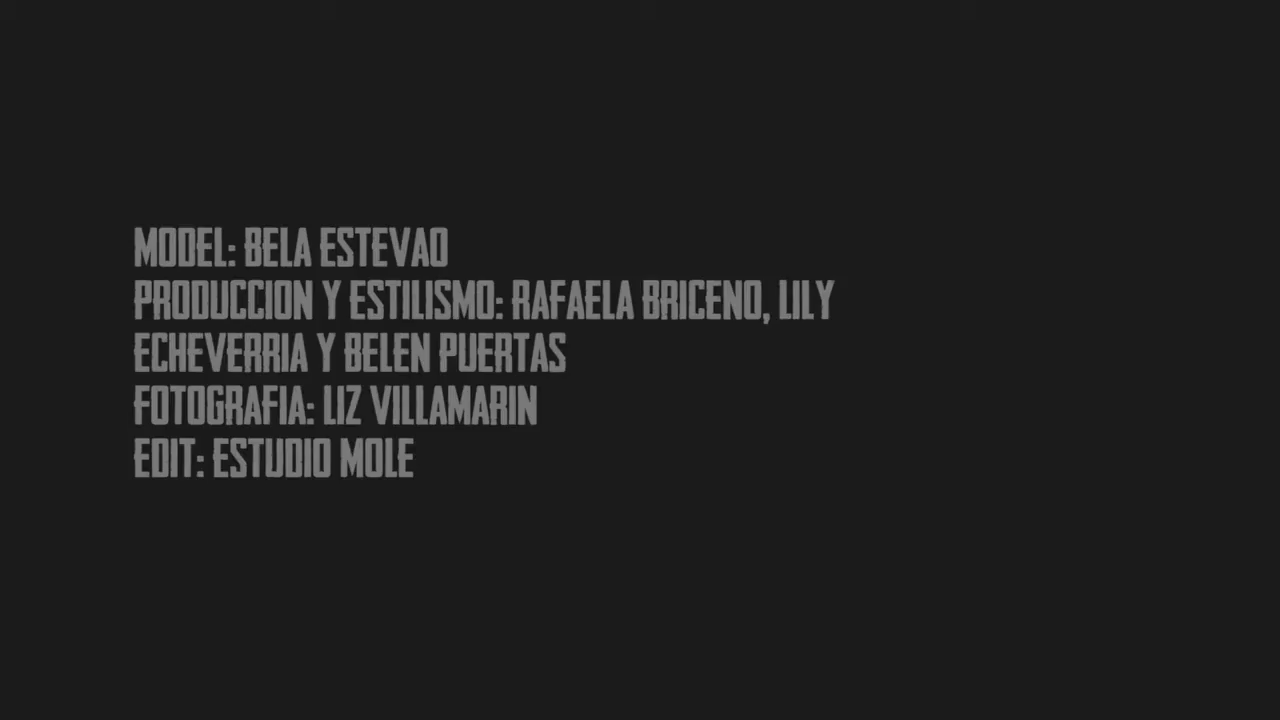 MODEL: BELA ESTEVAO
PRODUCCION Y ESTILISMO: RAFAELA BRICENO, LILY
ECHEVERRIA Y BELEN PUERTAS
FOTOGRAFIA: LIZ VILLAMARIN
EDIT: ESTUDIO MOLE